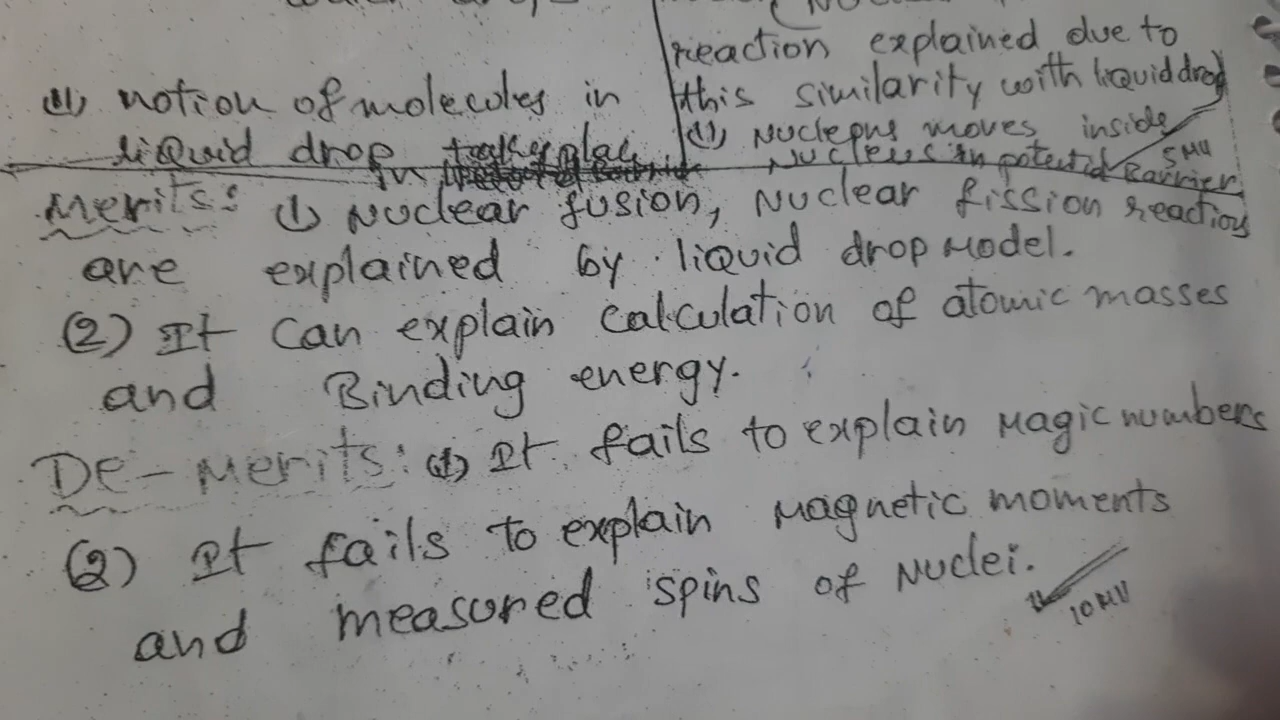 reaction explained due to
(11) notion of molecules in
liquid drop
this similarity with liquid drop
(11) Nucleons moves inside
Nucleus in potential Barrier
5M
Merits: (1) Nuclear fusion, Nuclear fission reactions
are explained by liquid drop Model.
(2) It can explain calculation of atomic masses
and Binding energy.
De-Merits: (1) It fails to explain Magic numbers
(2) It fails to explain Magnetic moments
and measured spins of Nuclei.
10M